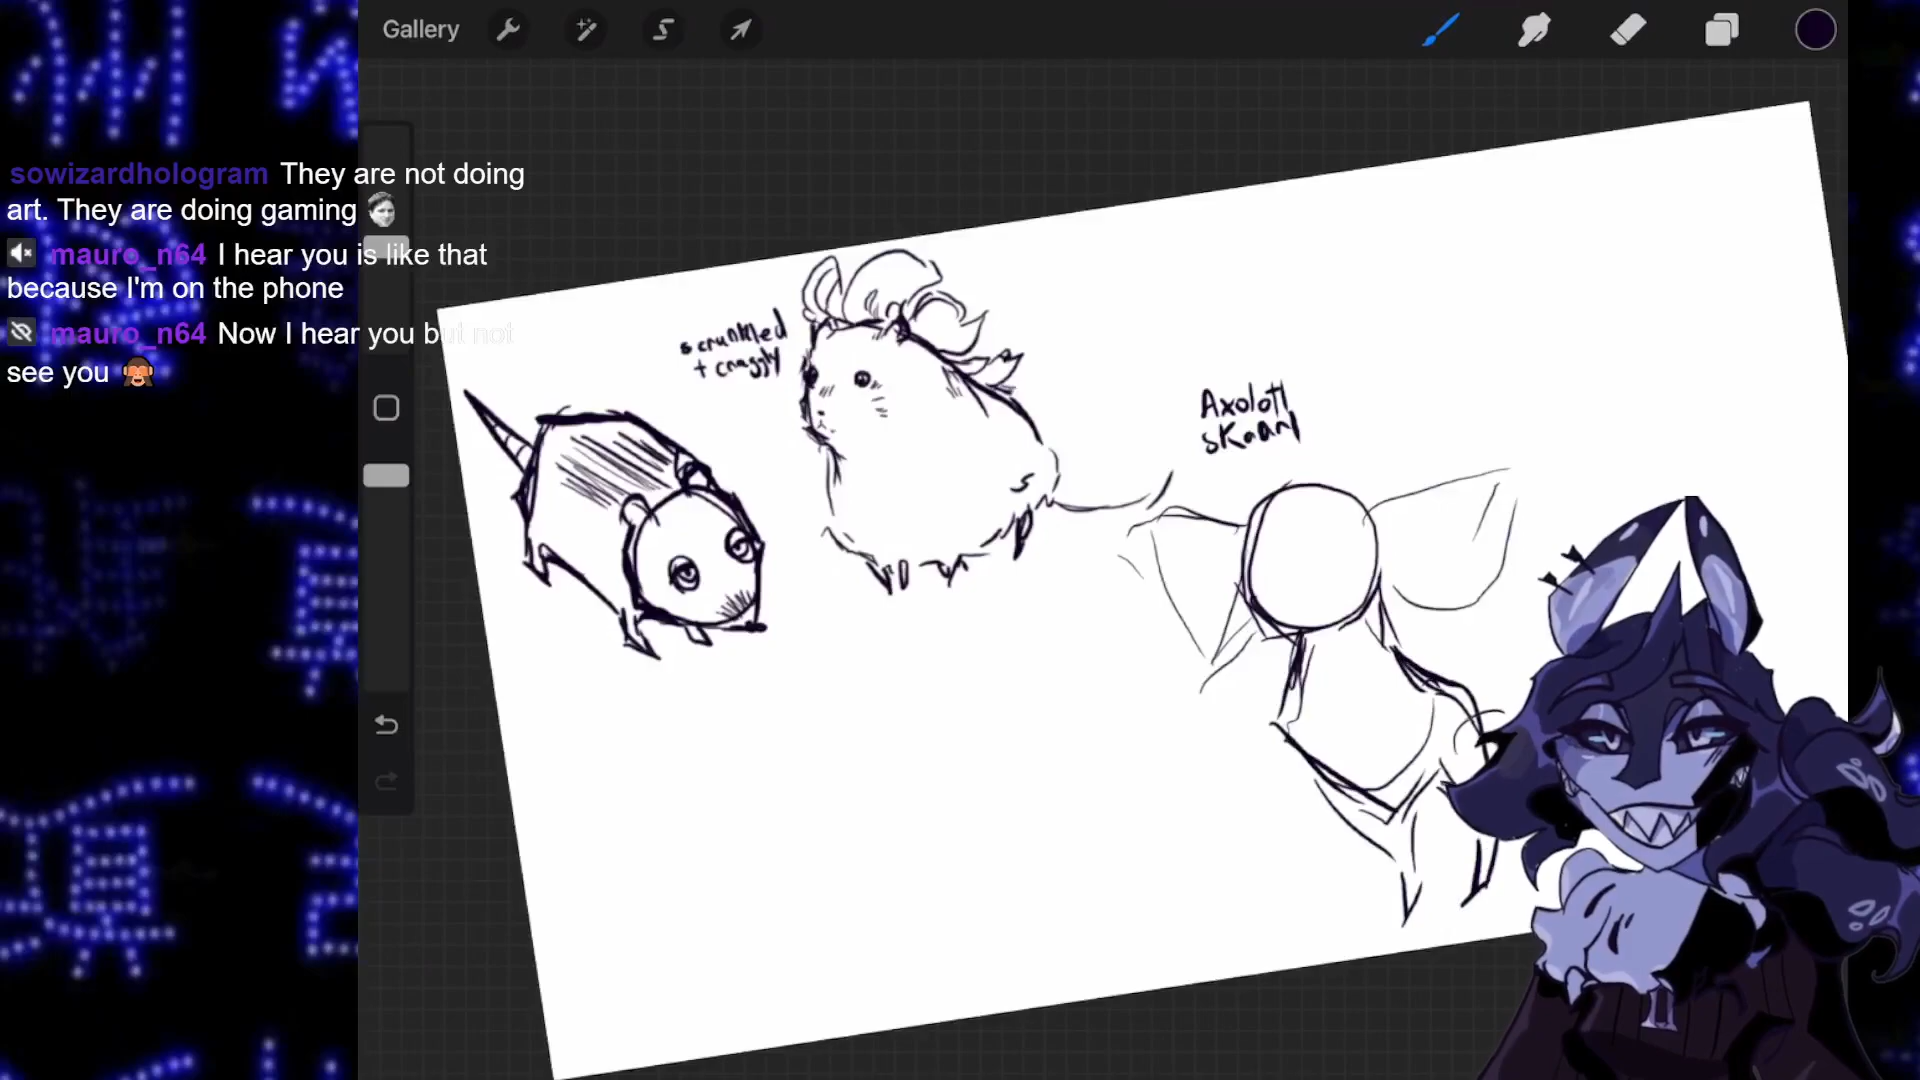 Gallery
sowizardhologram They are not doing
art. They are doing gaming
mauro_n64 I hear you is like that
because I'm on the phone
mauro_n64 Now I hear you but not
see you
scrunkled
+ craggly
Axolotl
skaarl